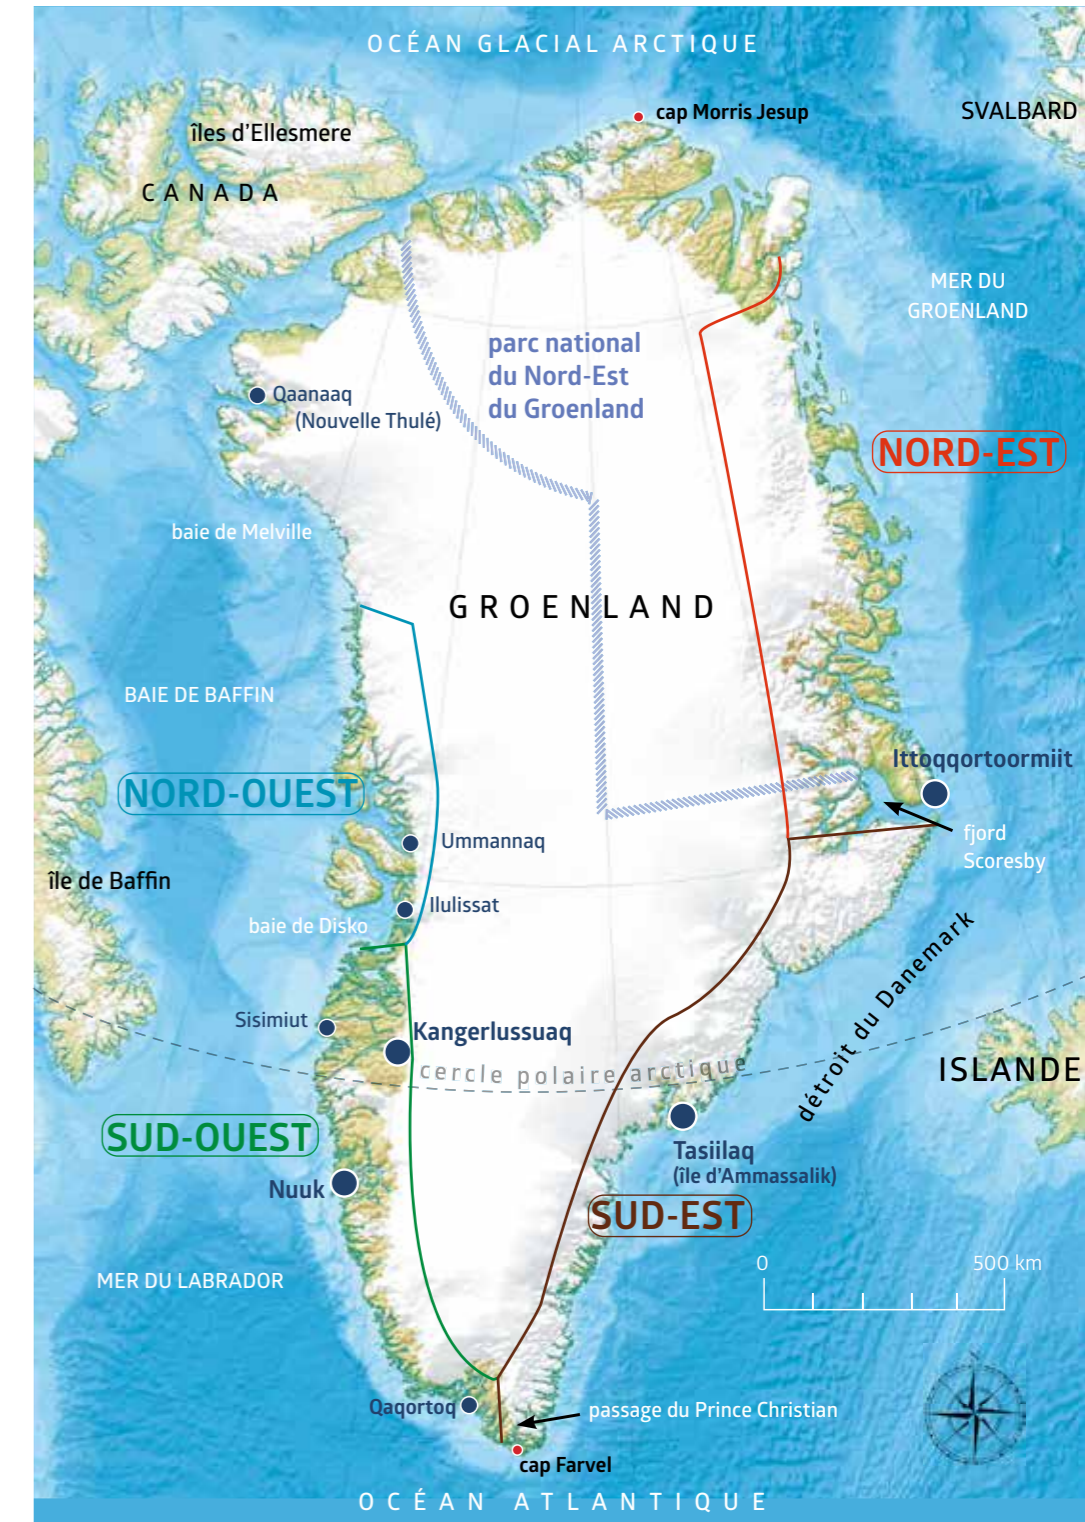 OCÉAN GLACIAL ARCTIQUE
cap Morris Jesup
SVALBARD
îles d'Ellesmere
CANADA
MER DU
GROENLAND
parc national
du Nord-Est
du Groenland
Qaanaaq
(Nouvelle Thulé)
NORD-EST
baie de Melville
GROENLAND
BAIE DE BAFFIN
Ittoqqortoormiit
NORD-OUEST
fjord
Scoresby
Ummannaq
île de Baffin
Ilulissat
baie de Disko
détroit du Danemark
Sisimiut
Kangerlussuaq
cercle polaire arctique
ISLANDE
SUD-OUEST
Tasiilaq
(île d'Ammassalik)
Nuuk
SUD-EST
MER DU LABRADOR
0 500 km
N
Qaqortoq
passage du Prince Christian
cap Farvel
OCÉAN ATLANTIQUE